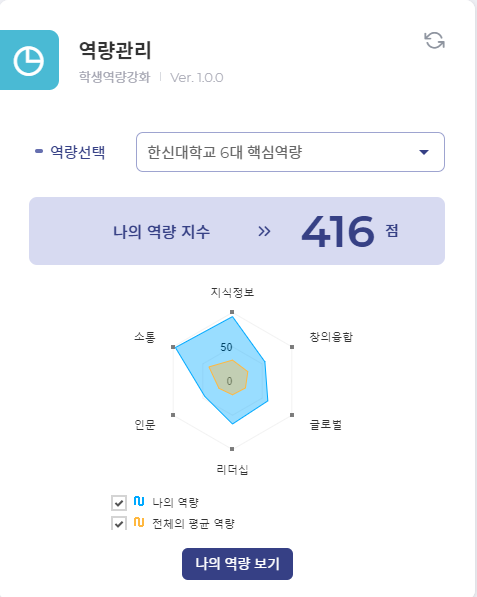 역량관리
학생역량강화 | Ver. 1.0.0
역량선택 한신대학교 6대 핵심역량
나의 역량 지수 » 416 점
지식정보
소통 창의융합
50
0
인문 글로벌
리더십
나의 역량
전체의 평균 역량
나의 역량 보기